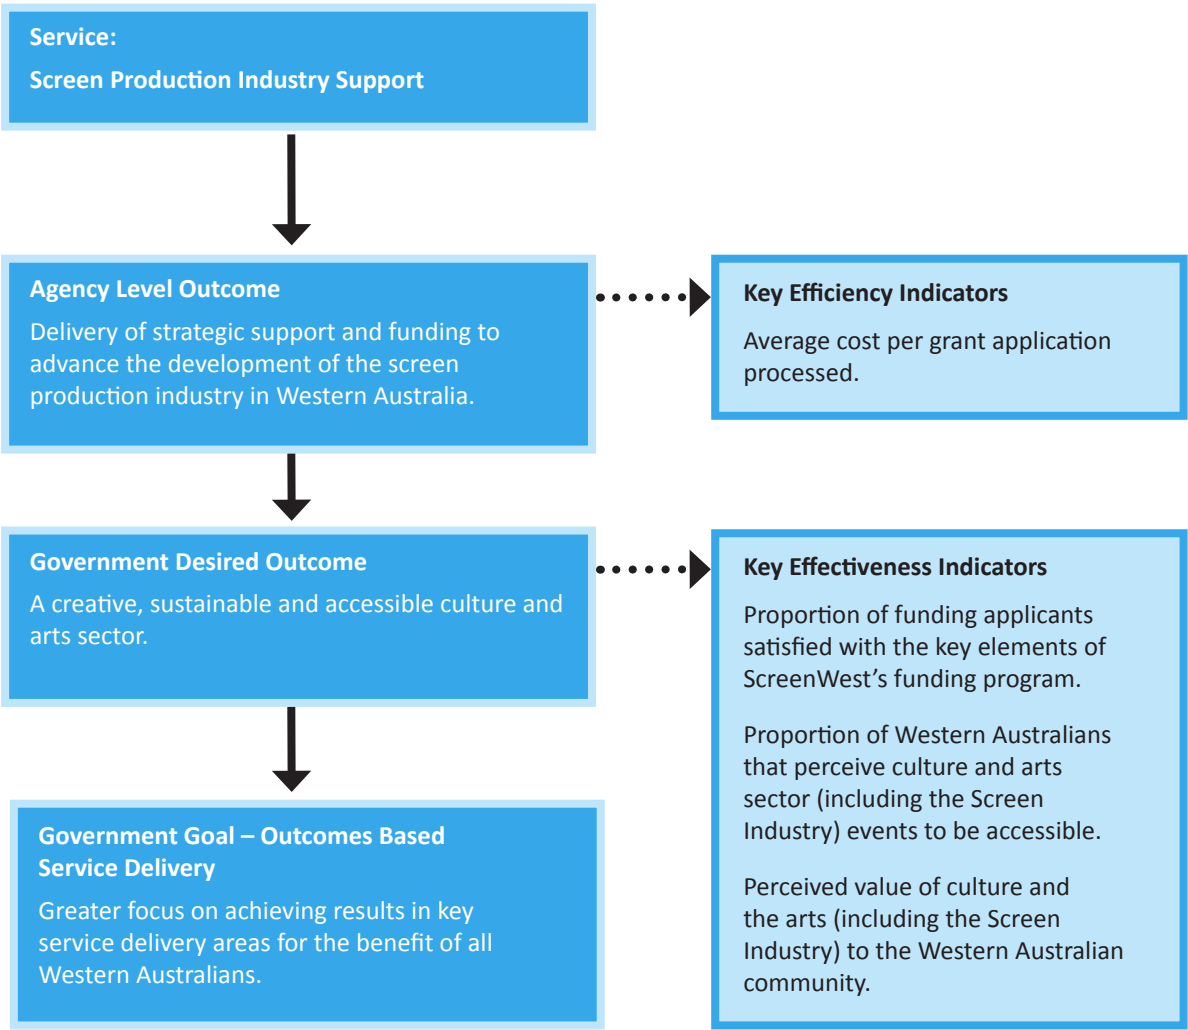 Service:
Screen Production Industry Support
Agency Level Outcome
Delivery of strategic support and funding to
advance the development of the screen
production industry in Western Australia.
Key Efficiency Indicators
Average cost per grant application
processed.
Government Desired Outcome
A creative, sustainable and accessible culture and
arts sector.
Key Effectiveness Indicators
Proportion of funding applicants
satisfied with the key elements of
ScreenWest’s funding program.
Proportion of Western Australians
that perceive culture and arts
sector (including the Screen
Industry) events to be accessible.
Perceived value of culture and
the arts (including the Screen
Industry) to the Western Australian
community.
Government Goal – Outcomes Based
Service Delivery
Greater focus on achieving results in key
service delivery areas for the benefit of all
Western Australians.